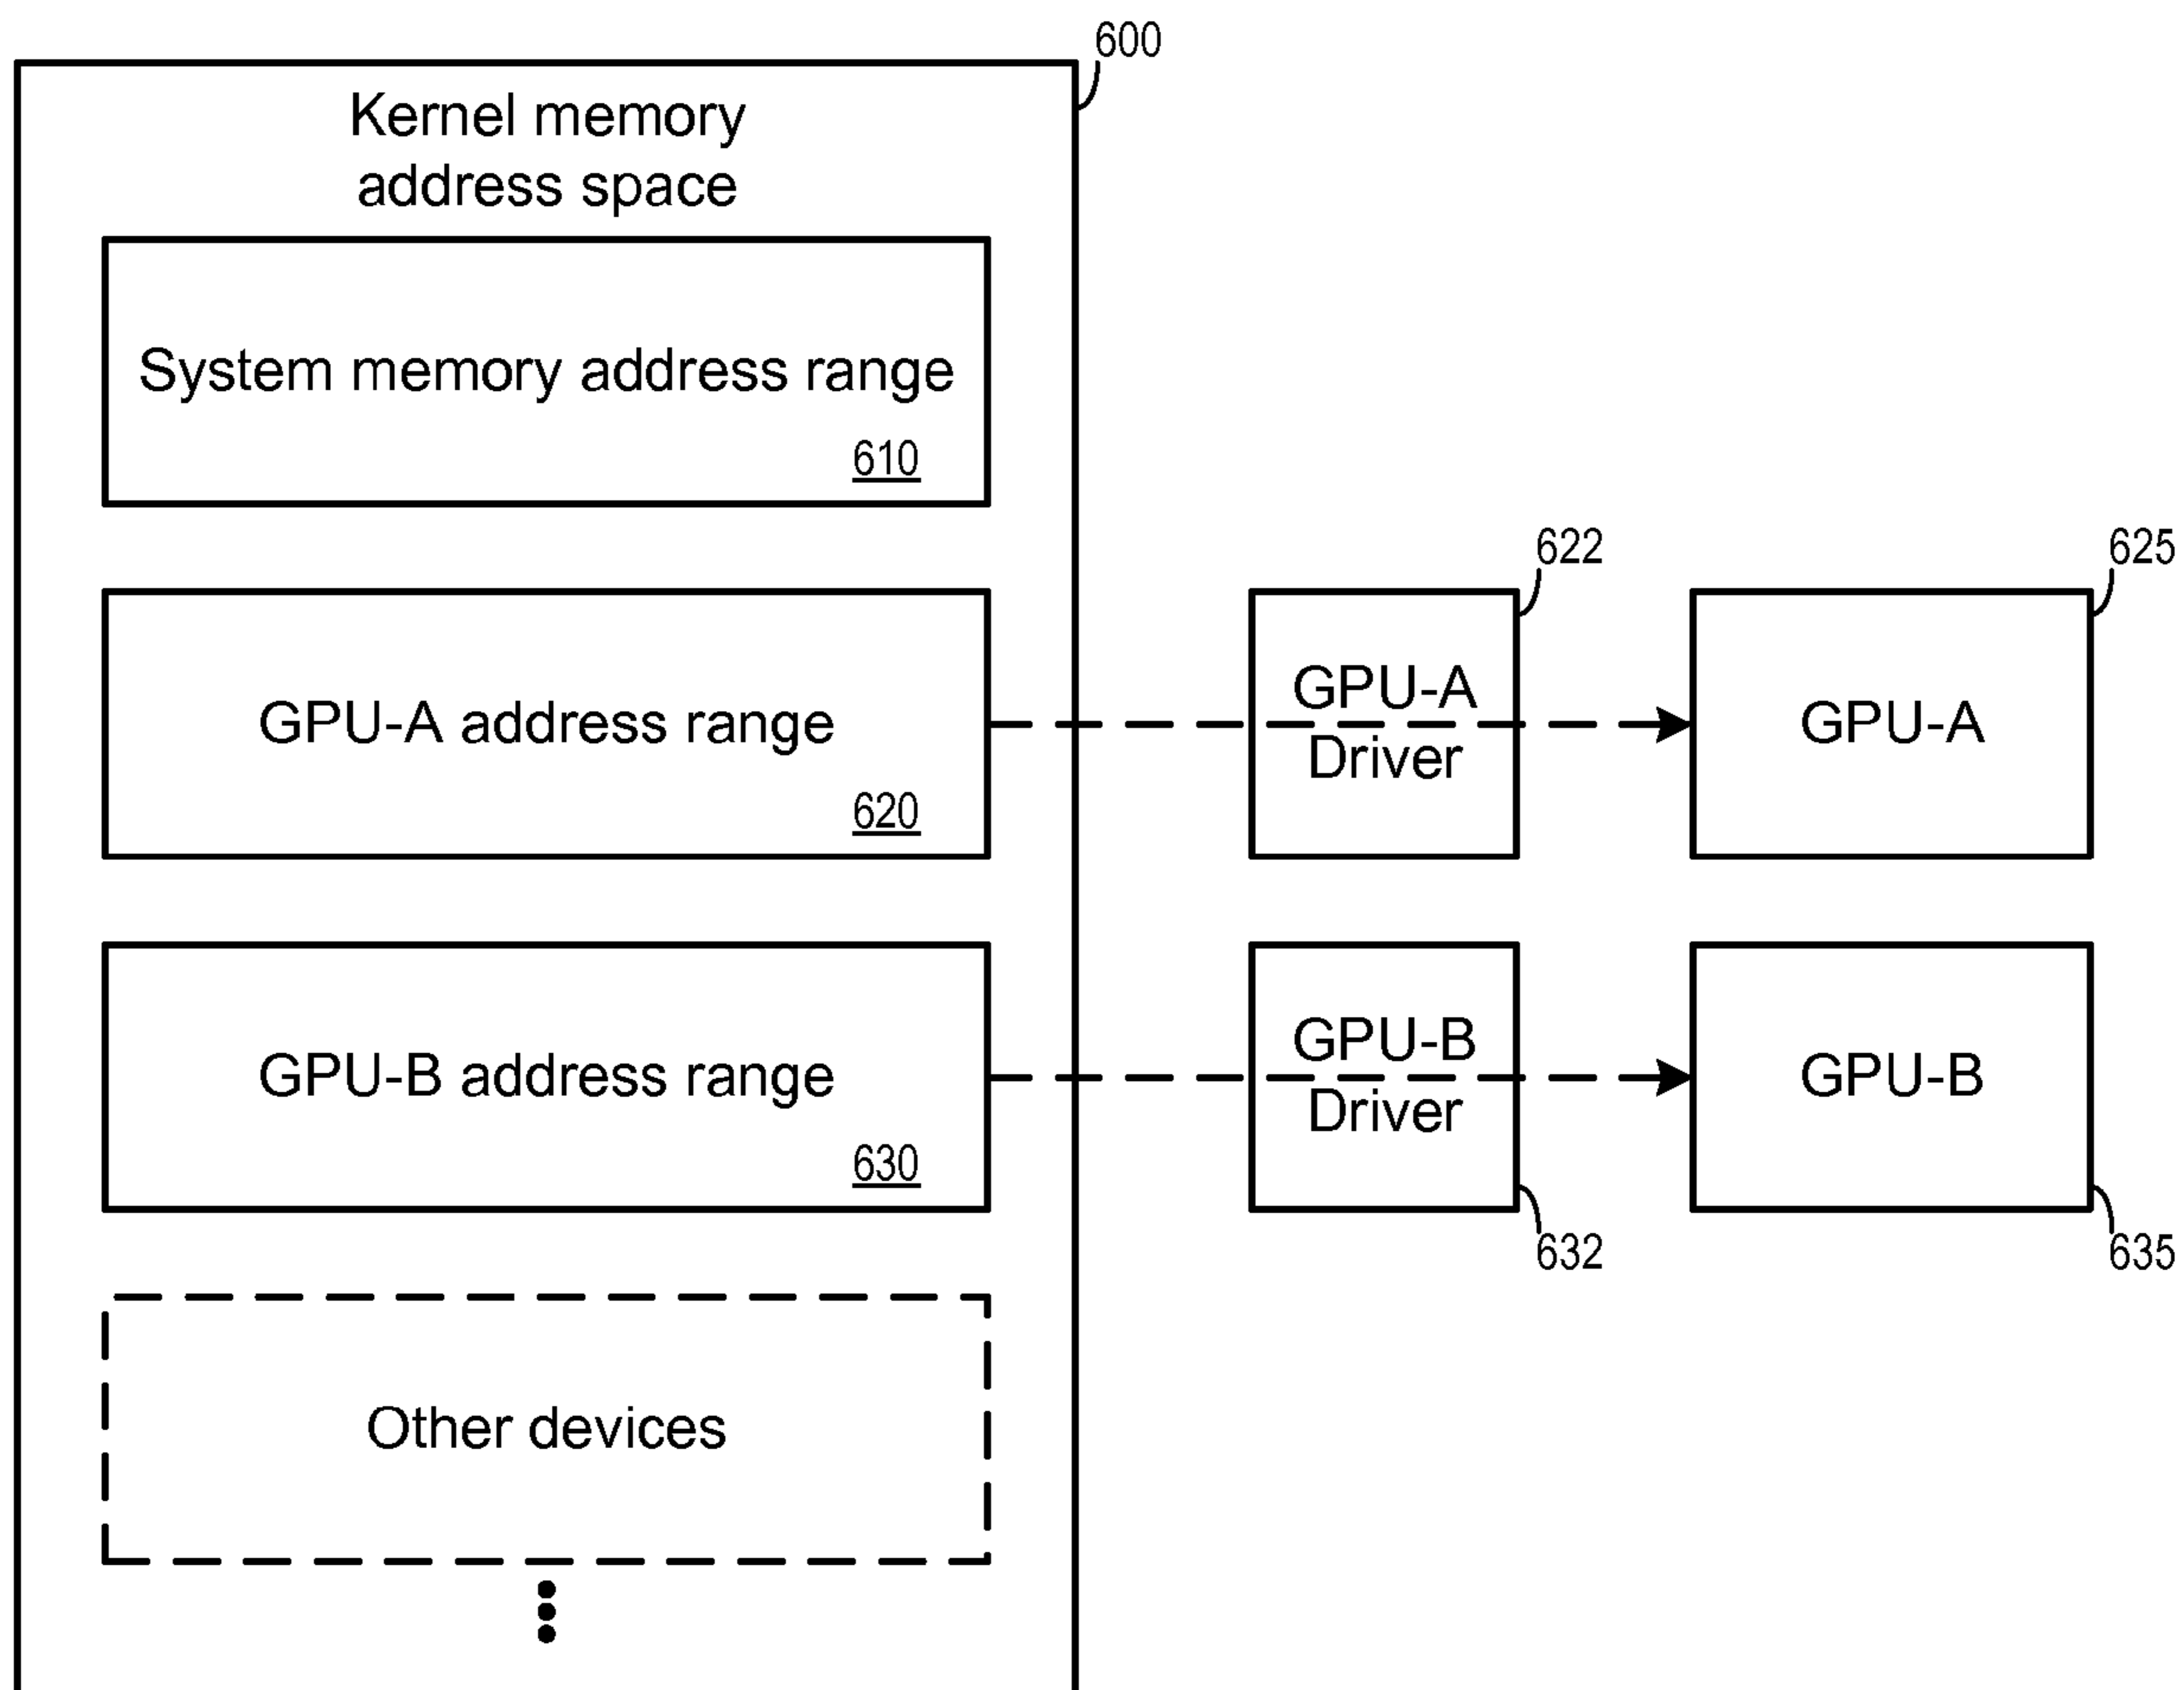 600
Kernel memory
address space
System memory address range
610
622
625
GPU-A address range
620
GPU-A
Driver
GPU-A
GPU-B address range
630
GPU-B
Driver
GPU-B
632
635
Other devices